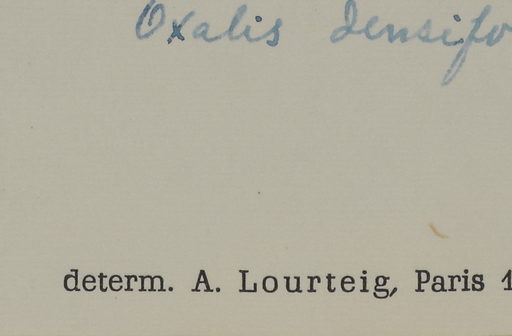 Oxalis densifo
determ. A. Lourteig, Paris 1